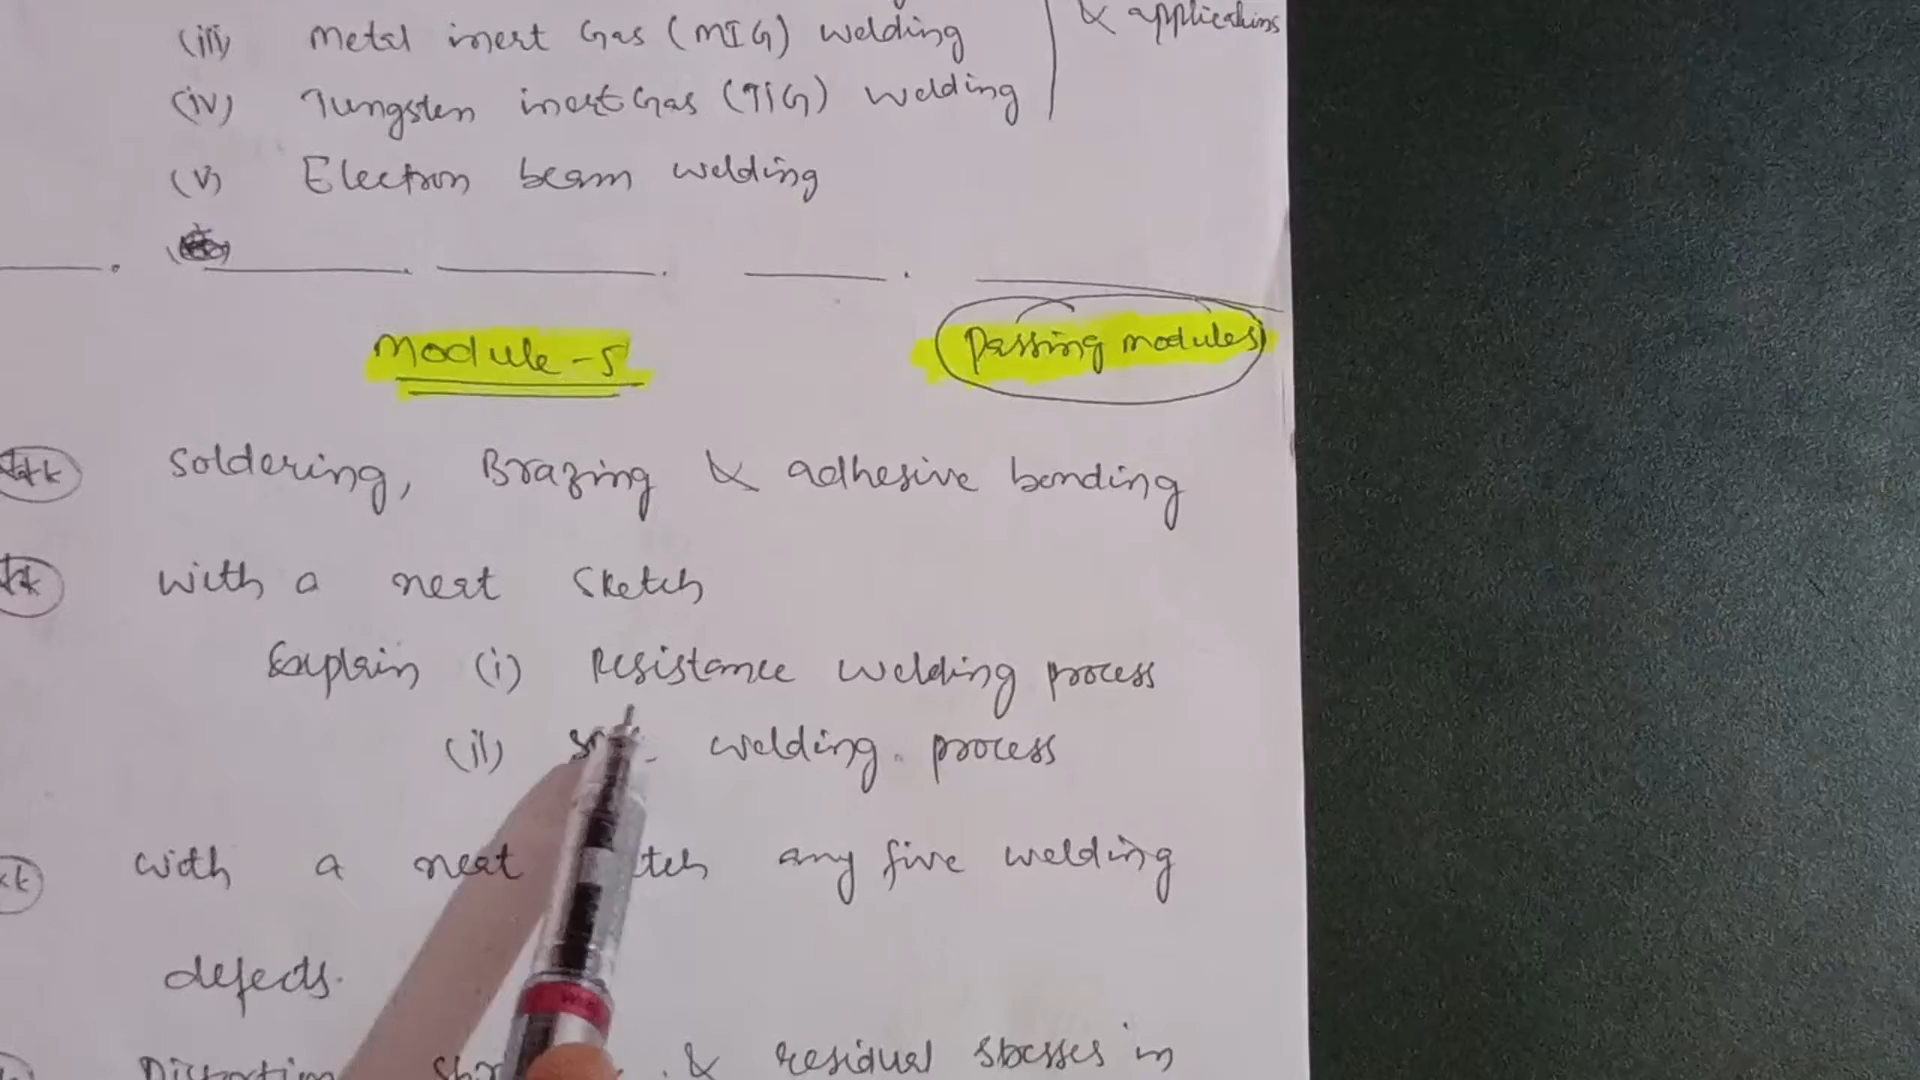 & applications
(iii) Metal inert Gas (MIG) welding
(iv) Tungsten inert Gas (TIG) welding
(v) Electron beam welding
Module-5
Passing modules
Soldering, Brazing & adhesive bonding
With a neat sketch
Explain (i) Resistance welding process
(ii) welding process
with a neat any five welding
defects.
Distortion & residual stresses in